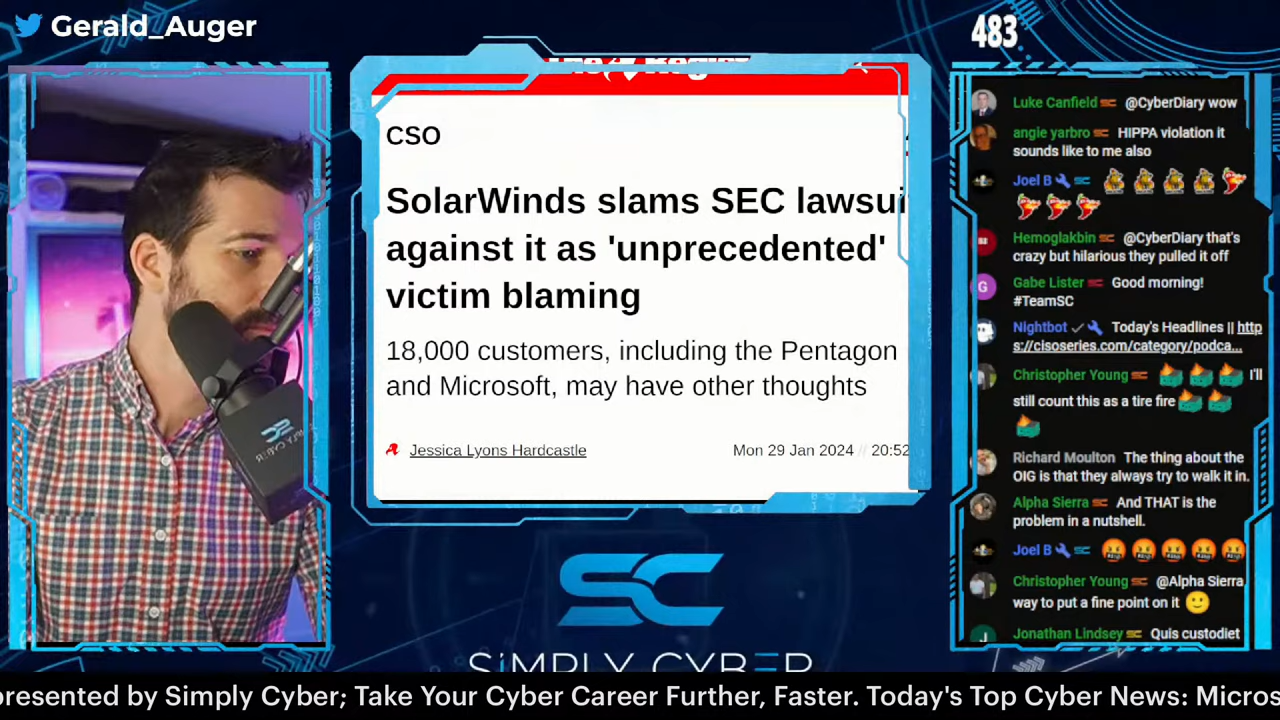 Gerald_Auger
483
CSO
SolarWinds slams SEC lawsui
against it as 'unprecedented'
victim blaming
18,000 customers, including the Pentagon
and Microsoft, may have other thoughts
Jessica Lyons Hardcastle
Mon 29 Jan 2024 // 20:52
Luke Canfield @CyberDiary wow
angie yarbro HIPPA violation it
sounds like to me also
Joel B
Hemoglakbin @CyberDiary that's
crazy but hilarious they pulled it off
Gabe Lister Good morning!
#TeamSC
Nightbot Today's Headlines || http
s://cisoseries.com/category/podca...
Christopher Young I'll
still count this as a tire fire
Richard Moulton The thing about the
OIG is that they always try to walk it in.
Alpha Sierra And THAT is the
problem in a nutshell.
Joel B
Christopher Young @Alpha Sierra
way to put a fine point on it
Jonathan Lindsey Quis custodiet
SC
SIMPLY CYBER
presented by Simply Cyber; Take Your Cyber Career Further, Faster. Today's Top Cyber News: Micros